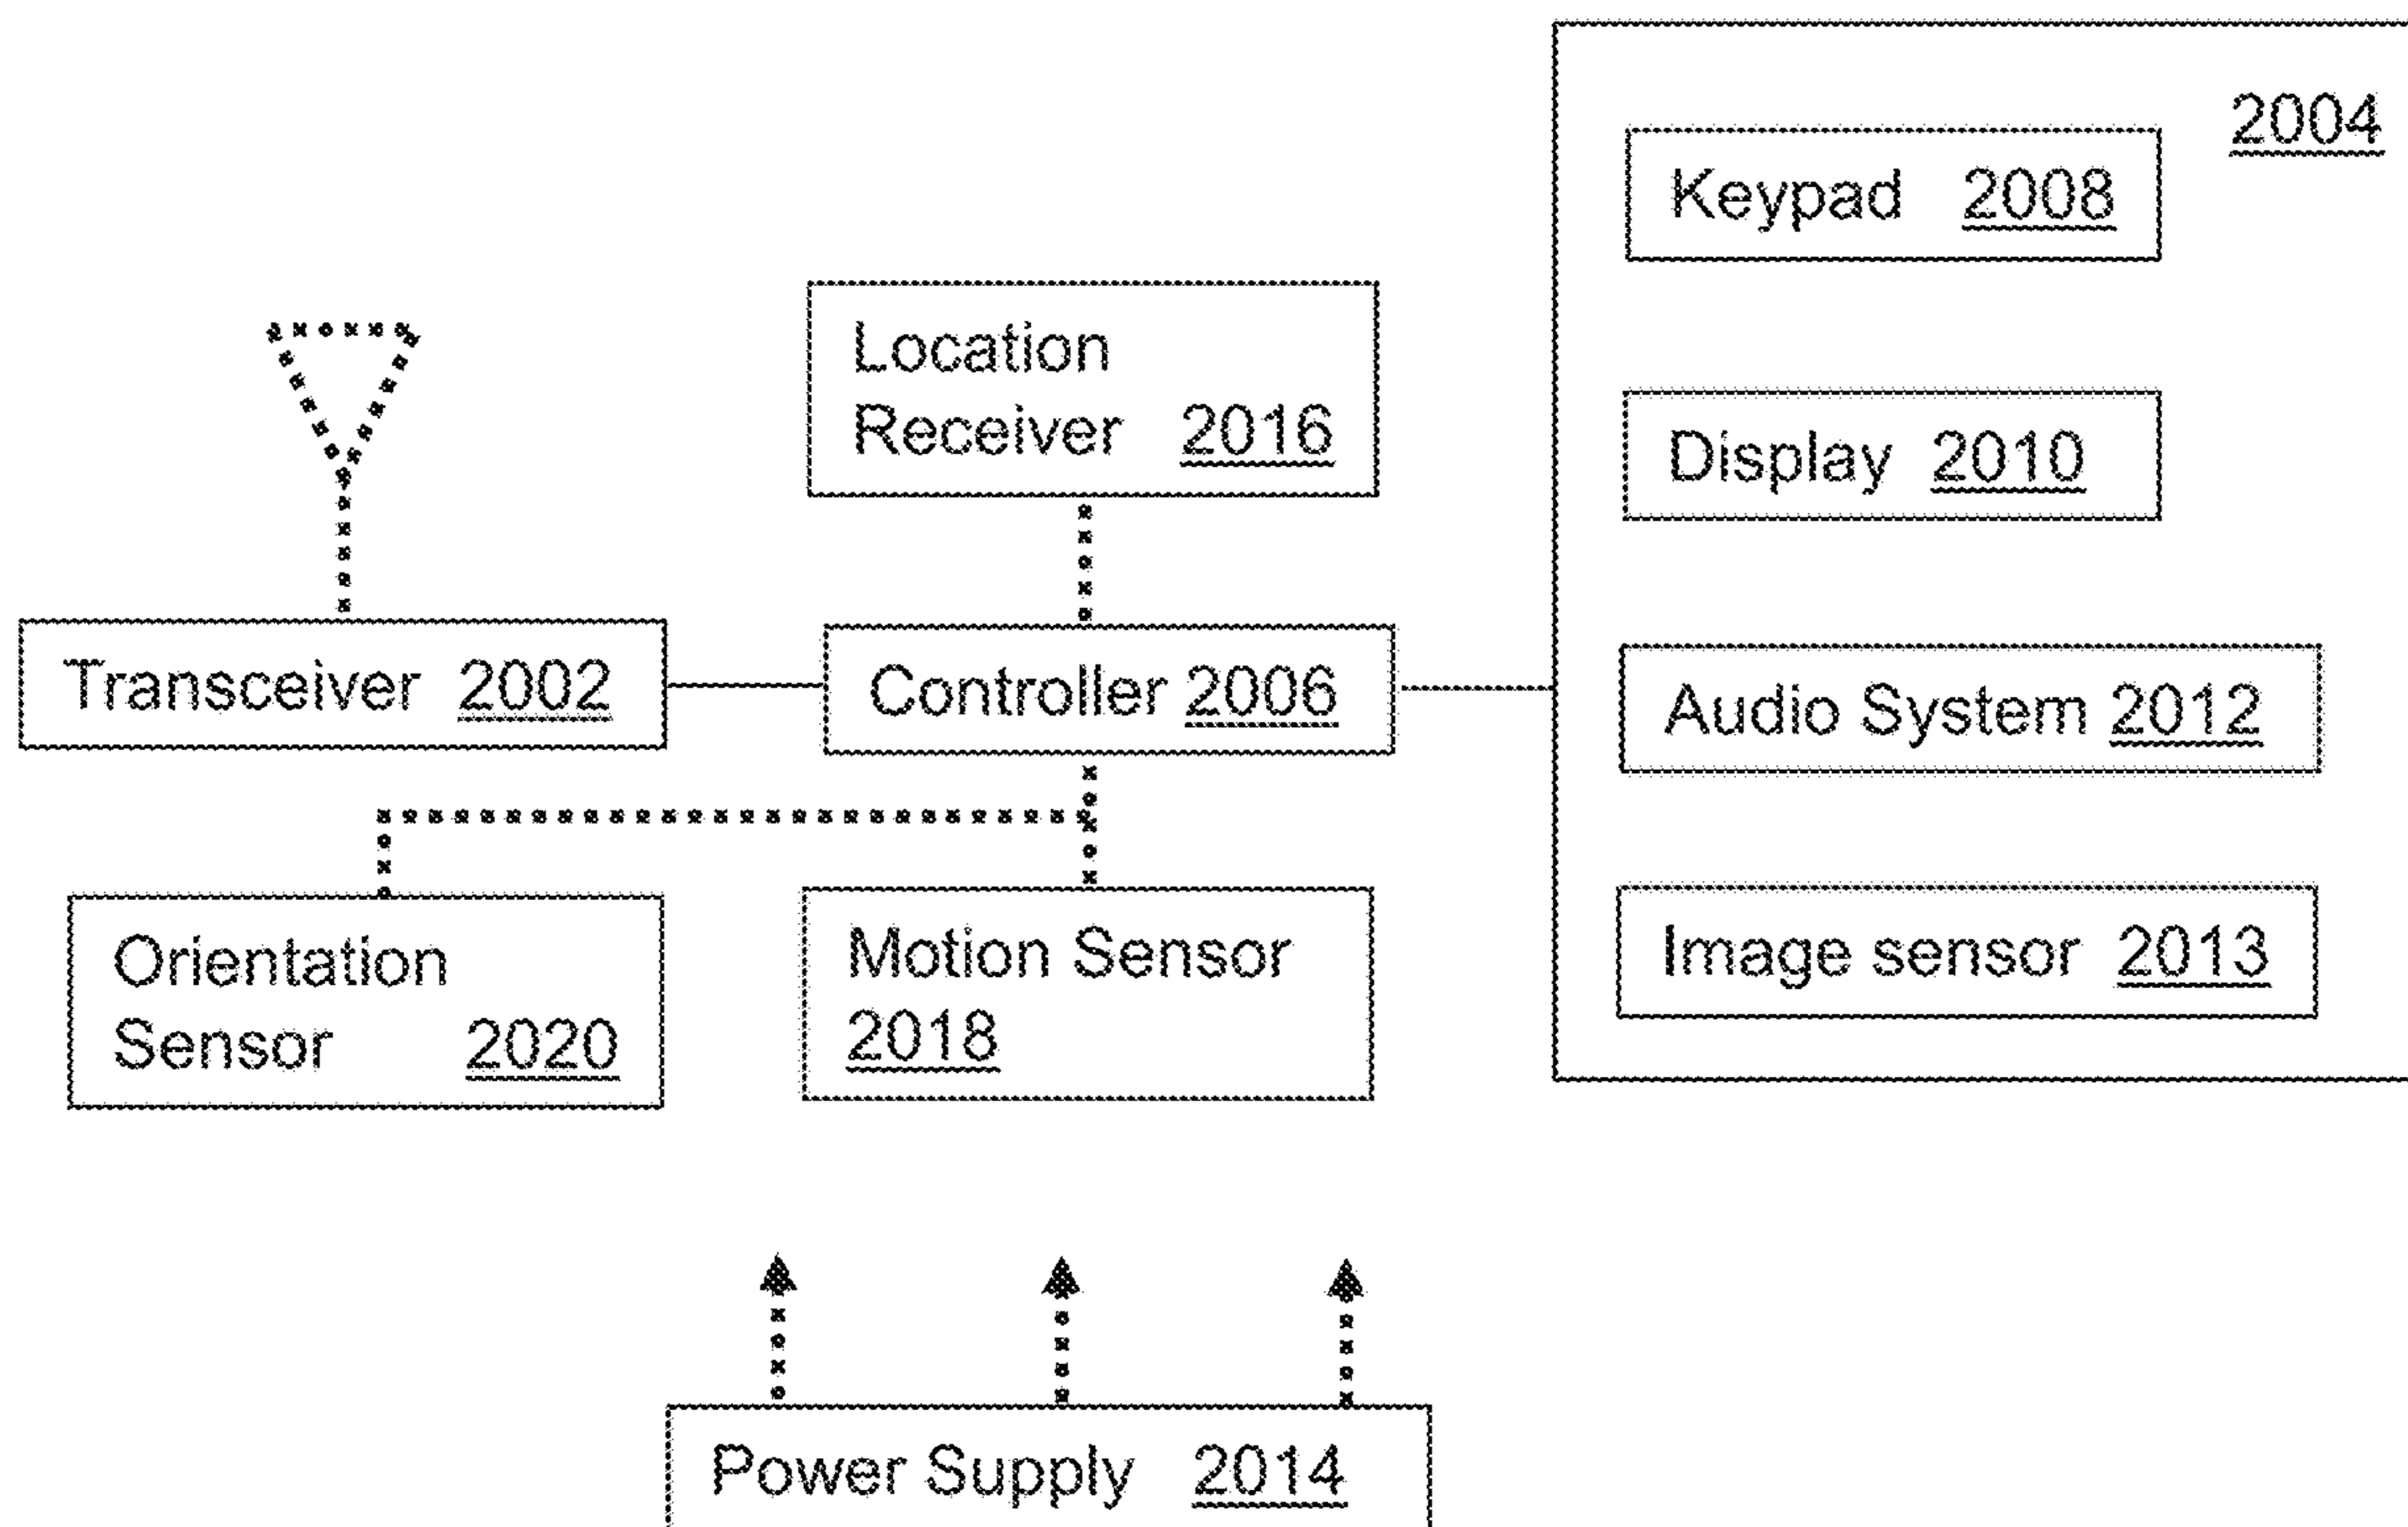 2004
Keypad 2008
Location
Receiver 2016
Display 2010
Transceiver 2002
Controller 2006
Audio System 2012
Orientation
Sensor 2020
Motion Sensor
2018
Image sensor 2013
Power Supply 2014